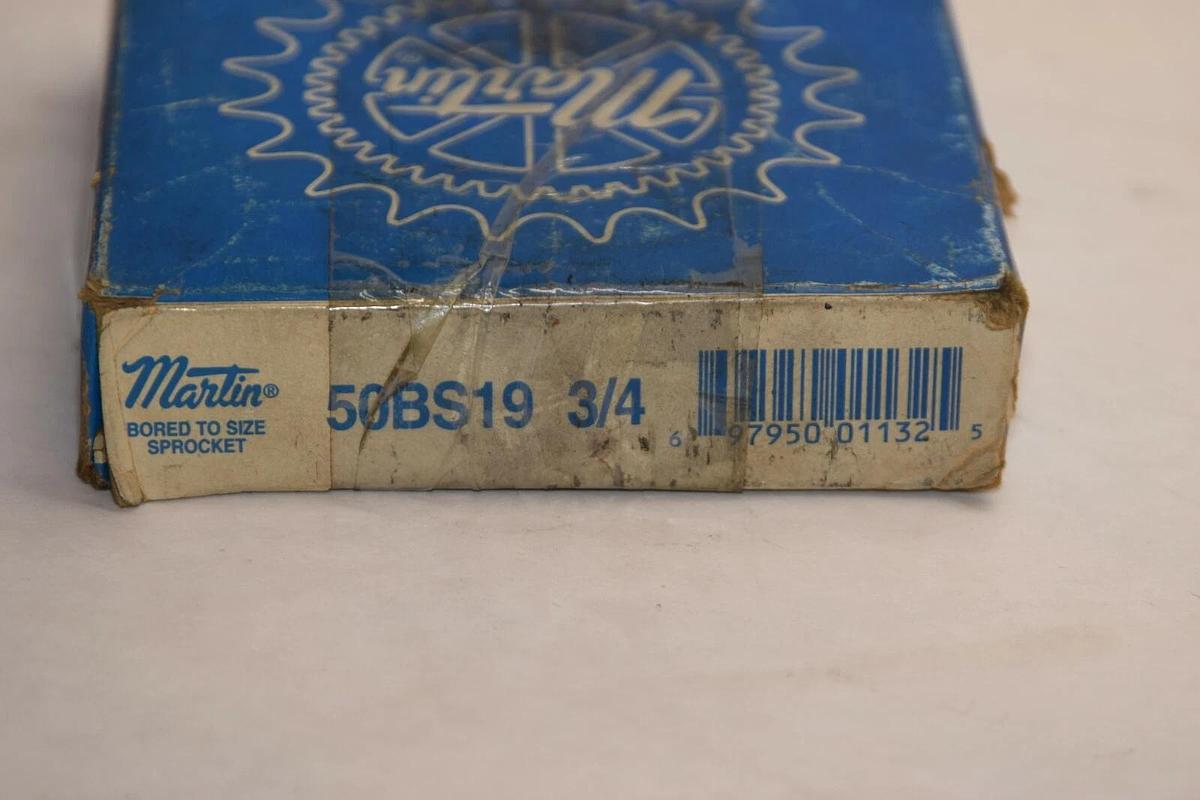 Martin®
Martin®
BORED TO SIZE
SPROCKET
50BS19 3/4
6 97950 01132 5